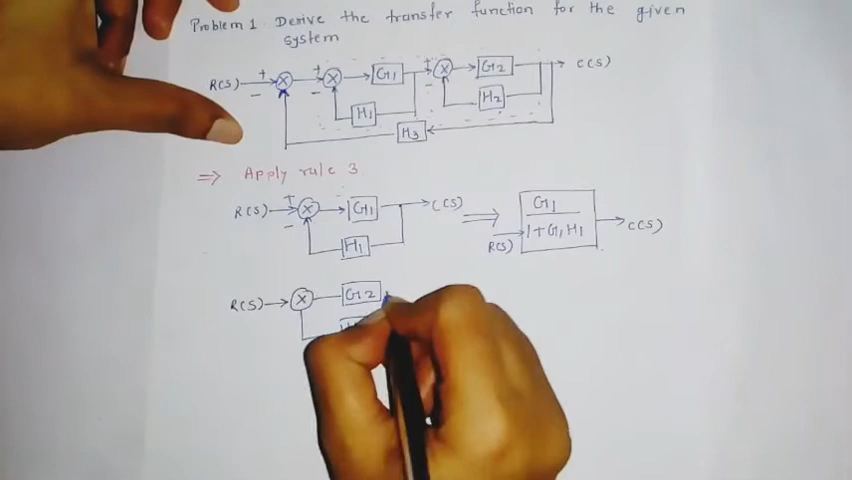 Problem 1 Derive the transfer function for the given
system
R(S) + - X + - X G1 + - X G2 C(S)
H1 H2
H3
⇒ Apply rule 3
R(S) + - X G1 C(S) ⇒ G1
H1 R(S) 1+G1H1 C(S)
R(S) X G2